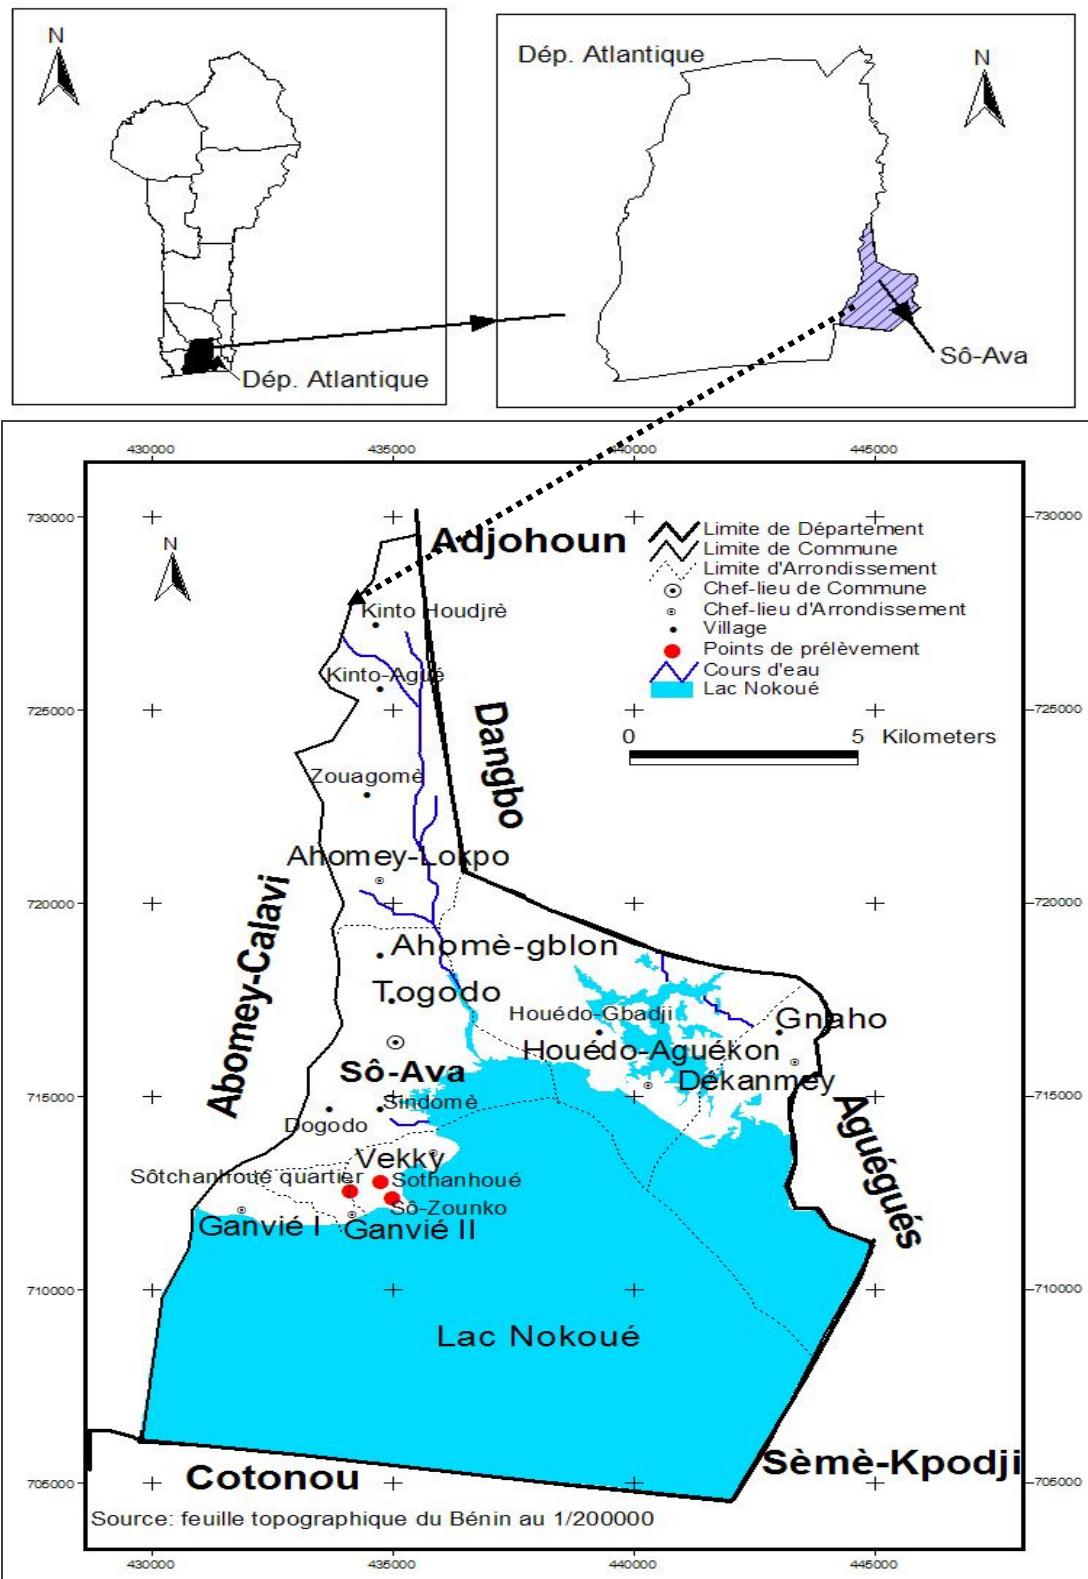 N
Dép. Atlantique
Dép. Atlantique
N
Sô-Ava
430000 435000 440000 445000
730000
730000
N
Adjohoun
Limite de Département
Limite de Commune
Limite d'Arrondissement
Chef-lieu de Commune
Chef-lieu d'Arrondissement
Village
Points de prélèvement
Cours d'eau
Lac Nokoué
Kinto Houdjrè
Kinto-Agué
725000
725000
0 5 Kilometers
Dangbo
Zouagomè
Ahomey-Lokpo
Abomey-Calavi
720000
720000
Ahomè-gblon
Togodo
Houédo-Gbadji
Gnaho
Houédo-Aguékon
Sô-Ava
Dékanmey
715000
715000
Sindomè
Dogodo
Aguégués
Vekky
Sôtchanhoué quartier
Sothanhoué
Sô-Zounko
Ganvié I
Ganvié II
710000
710000
Lac Nokoué
Cotonou
Sèmè-Kpodji
705000
705000
Source: feuille topographique du Bénin au 1/200000
430000 435000 440000 445000